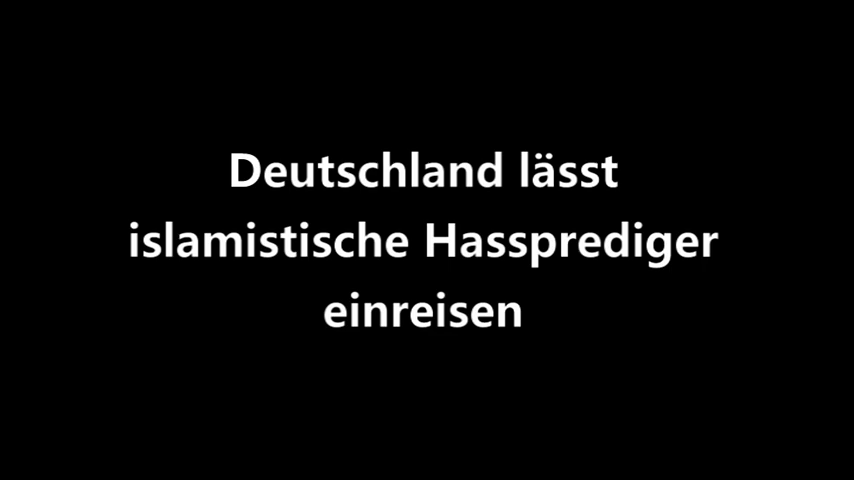 Deutschland lässt
islamistische Hassprediger
einreisen